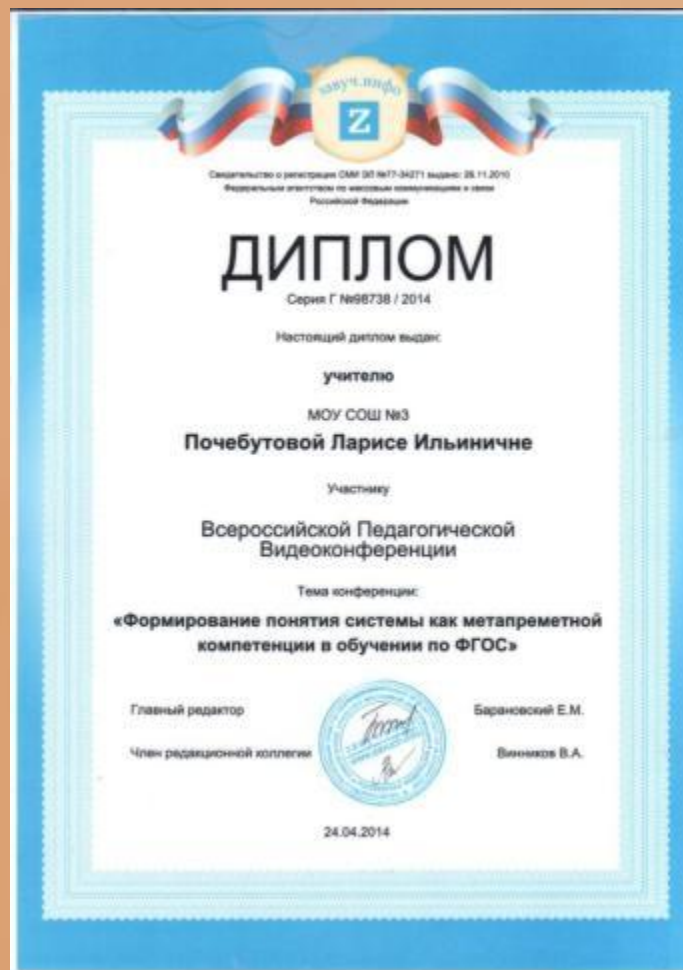 завуч.инфо
Z
Свидетельство о регистрации СМИ ЭЛ №77-34271 выдано: 26.11.2010
Федеральным агентством по массовым коммуникациям и связи
Российской Федерации
ДИПЛОМ
Серия Г №98738 / 2014
Настоящий диплом выдан:
учителю
МОУ СОШ №3
Почебутовой Ларисе Ильиничне
Участнику
Всероссийской Педагогической
Видеоконференции
Тема конференции:
«Формирование понятия системы как метапреметной
компетенции в обучении по ФГОС»
Главный редактор Барановский Е.М.
Член редакционной коллегии Винников В.А.
24.04.2014